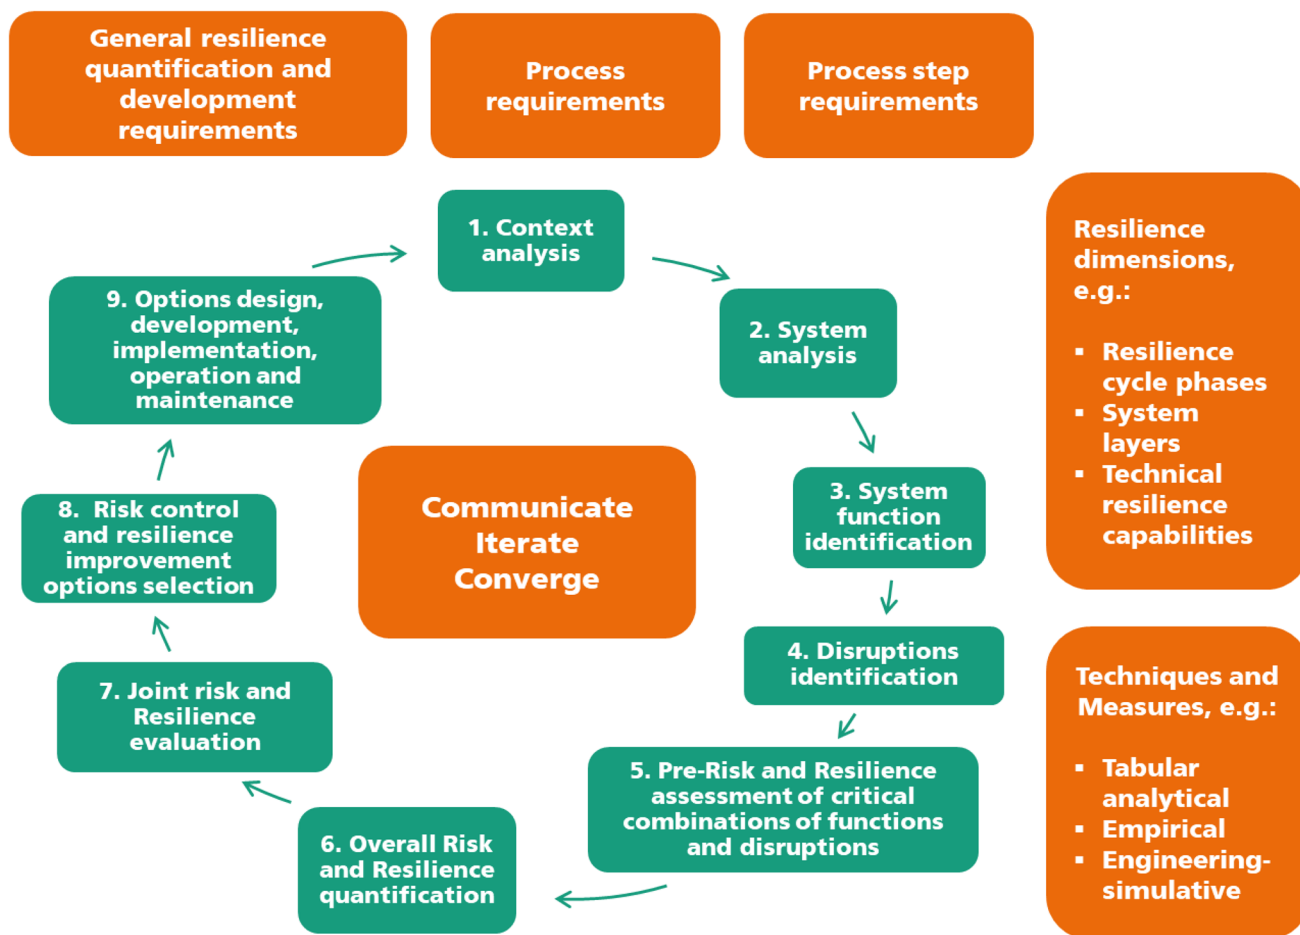 General resilience
quantification and
development
requirements
Process
requirements
Process step
requirements
1. Context
analysis
2. System
analysis
3. System
function
identification
4. Disruptions
identification
5. Pre-Risk and Resilience
assessment of critical
combinations of functions
and disruptions
6. Overall Risk
and Resilience
quantification
7. Joint risk and
Resilience
evaluation
8. Risk control
and resilience
improvement
options selection
9. Options design,
development,
implementation,
operation and
maintenance
Communicate
Iterate
Converge
Resilience
dimensions,
e.g.:
▪ Resilience
cycle phases
▪ System
layers
▪ Technical
resilience
capabilities
Techniques and
Measures, e.g.:
▪ Tabular
analytical
▪ Empirical
▪ Engineering-
simulative